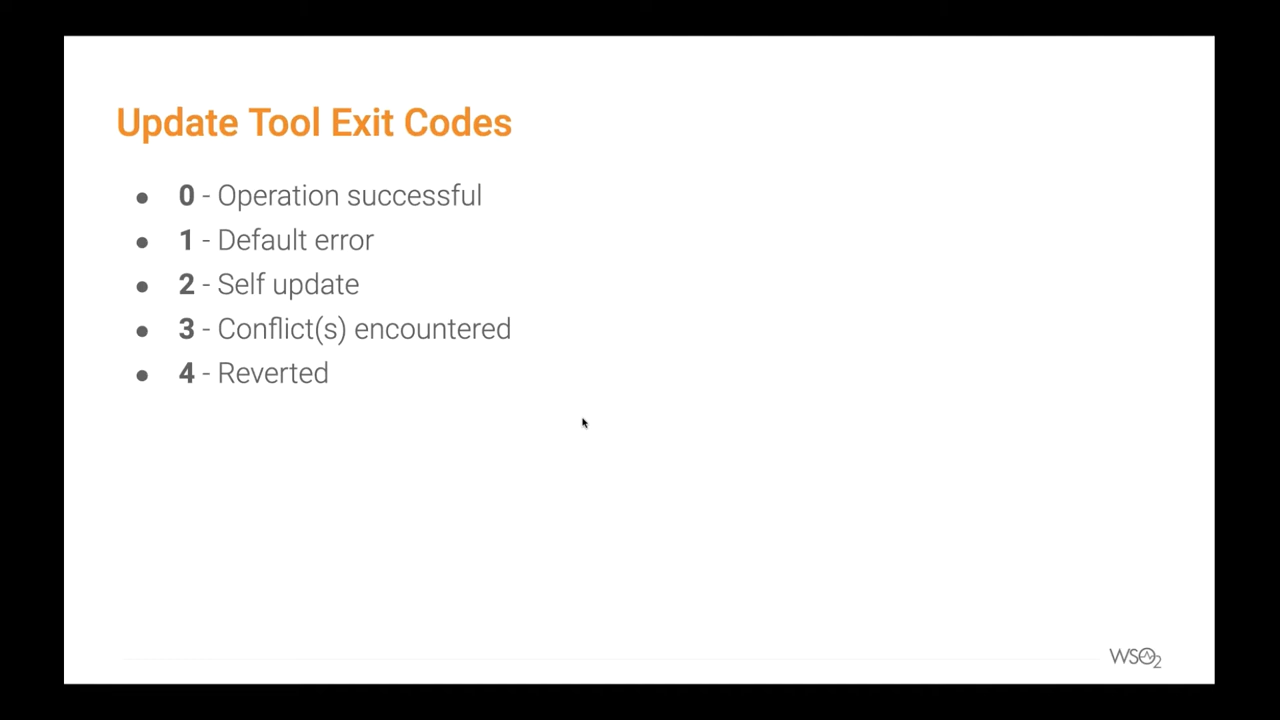 Update Tool Exit Codes
● 0 - Operation successful
● 1 - Default error
● 2 - Self update
● 3 - Conflict(s) encountered
● 4 - Reverted
WSO2